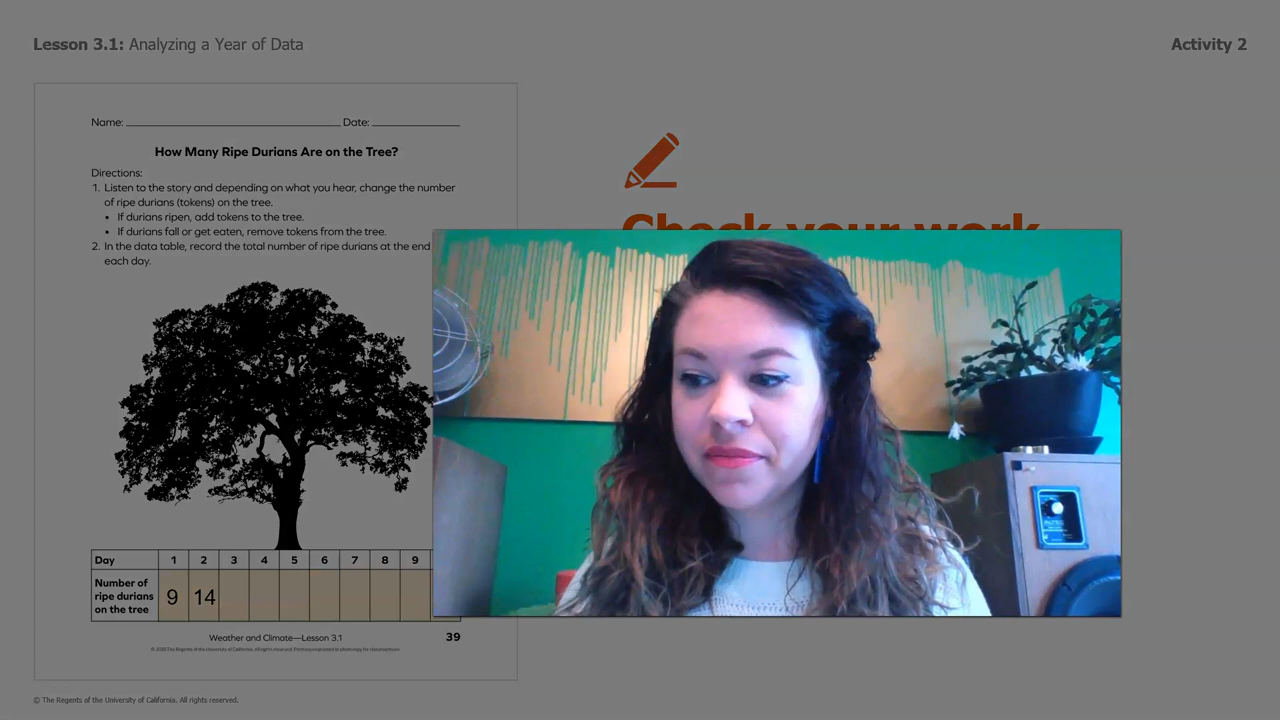 Lesson 3.1: Analyzing a Year of Data
Activity 2
Name: ________ Date: ________
How Many Ripe Durians Are on the Tree?
Directions:
1. Listen to the story and depending on what you hear, change the number
of ripe durians (tokens) on the tree.
• If durians ripen, add tokens to the tree.
• If durians fall or get eaten, remove tokens from the tree.
2. In the data table, record the total number of ripe durians at the end
each day.
Check your work
Day 1 2 3 4 5 6 7 8 9
Number of
ripe durians
on the tree
9 14
Weather and Climate—Lesson 3.1
39
© The Regents of the University of California. All rights reserved.